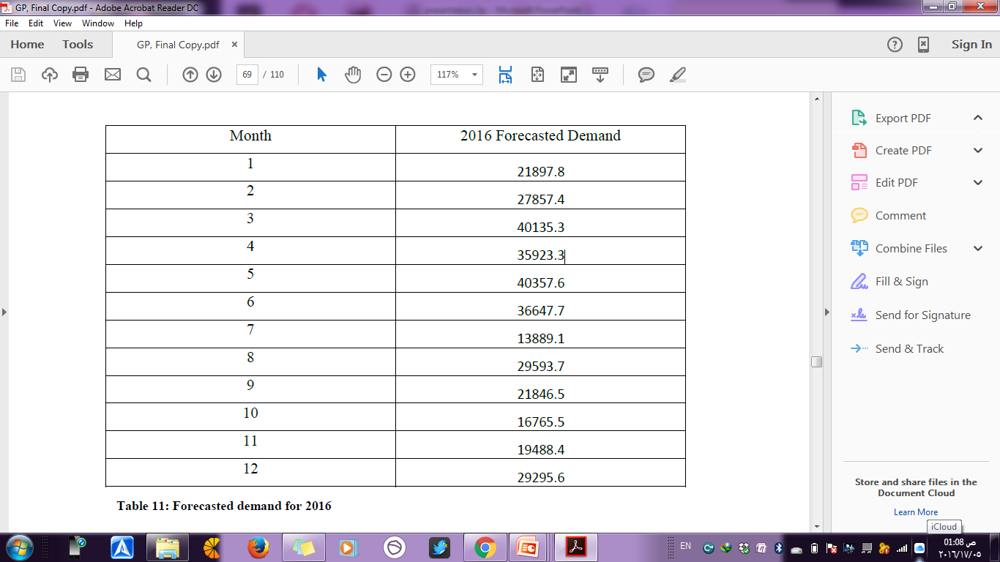 GP, Final Copy.pdf - Adobe Acrobat Reader DC
File Edit View Window Help
Home Tools GP, Final Copy.pdf × Sign In
69 / 110 117%
Month 2016 Forecasted Demand
1 21897.8
2 27857.4
3 40135.3
4 35923.3
5 40357.6
6 36647.7
7 13889.1
8 29593.7
9 21846.5
10 16765.5
11 19488.4
12 29295.6
Table 11: Forecasted demand for 2016
Export PDF
Create PDF
Edit PDF
Comment
Combine Files
Fill & Sign
Send for Signature
Send & Track
Store and share files in the
Document Cloud
Learn More
iCloud
EN
01:08 ص
٢٠١٦/١٧/٠٥